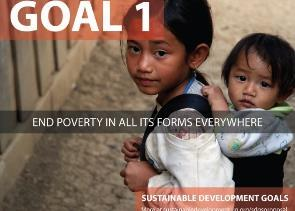 GOAL 1
END POVERTY IN ALL ITS FORMS EVERYWHERE
SUSTAINABLE DEVELOPMENT GOALS